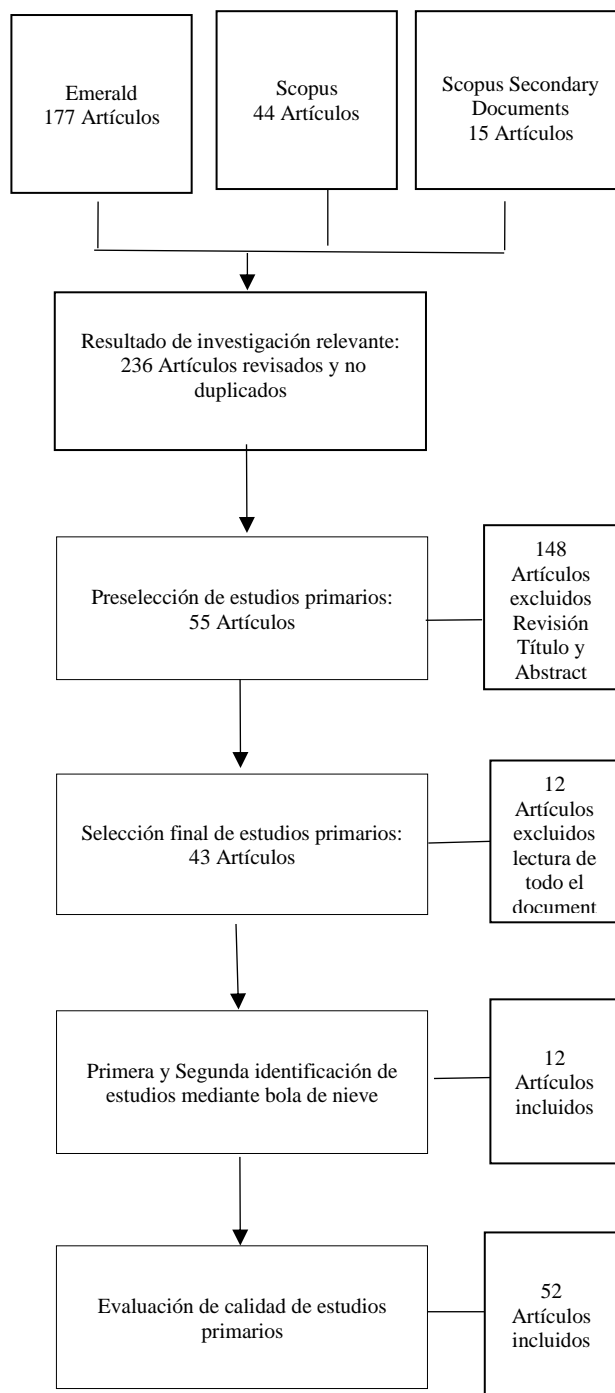 Emerald
177 Artículos
Scopus
44 Artículos
Scopus Secondary
Documents
15 Artículos
Resultado de investigación relevante:
236 Artículos revisados y no
duplicados
Preselección de estudios primarios:
55 Artículos
148
Artículos
excluidos
Revisión
Título y
Abstract
Selección final de estudios primarios:
43 Artículos
12
Artículos
excluidos
lectura de
todo el
document
Primera y Segunda identificación de
estudios mediante bola de nieve
12
Artículos
incluidos
Evaluación de calidad de estudios
primarios
52
Artículos
incluidos